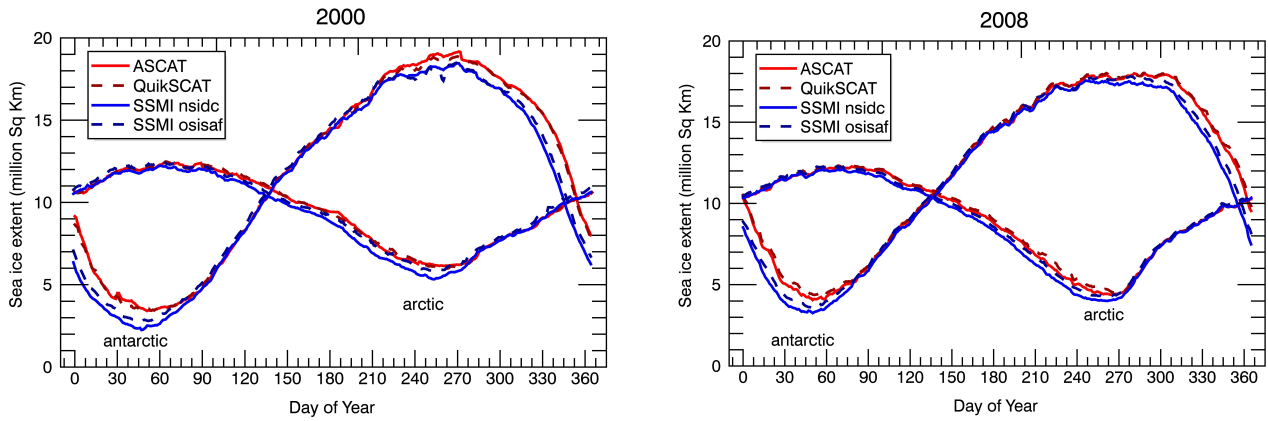 2000
Sea ice extent (million Sq Km)
20
15
10
5
0
ASCAT
QuikSCAT
SSMI nsidc
SSMI osisaf
arctic
antarctic
0 30 60 90 120 150 180 210 240 270 300 330 360
Day of Year
2008
Sea ice extent (million Sq Km)
20
15
10
5
0
ASCAT
QuikSCAT
SSMI nsidc
SSMI osisaf
arctic
antarctic
0 30 60 90 120 150 180 210 240 270 300 330 360
Day of Year